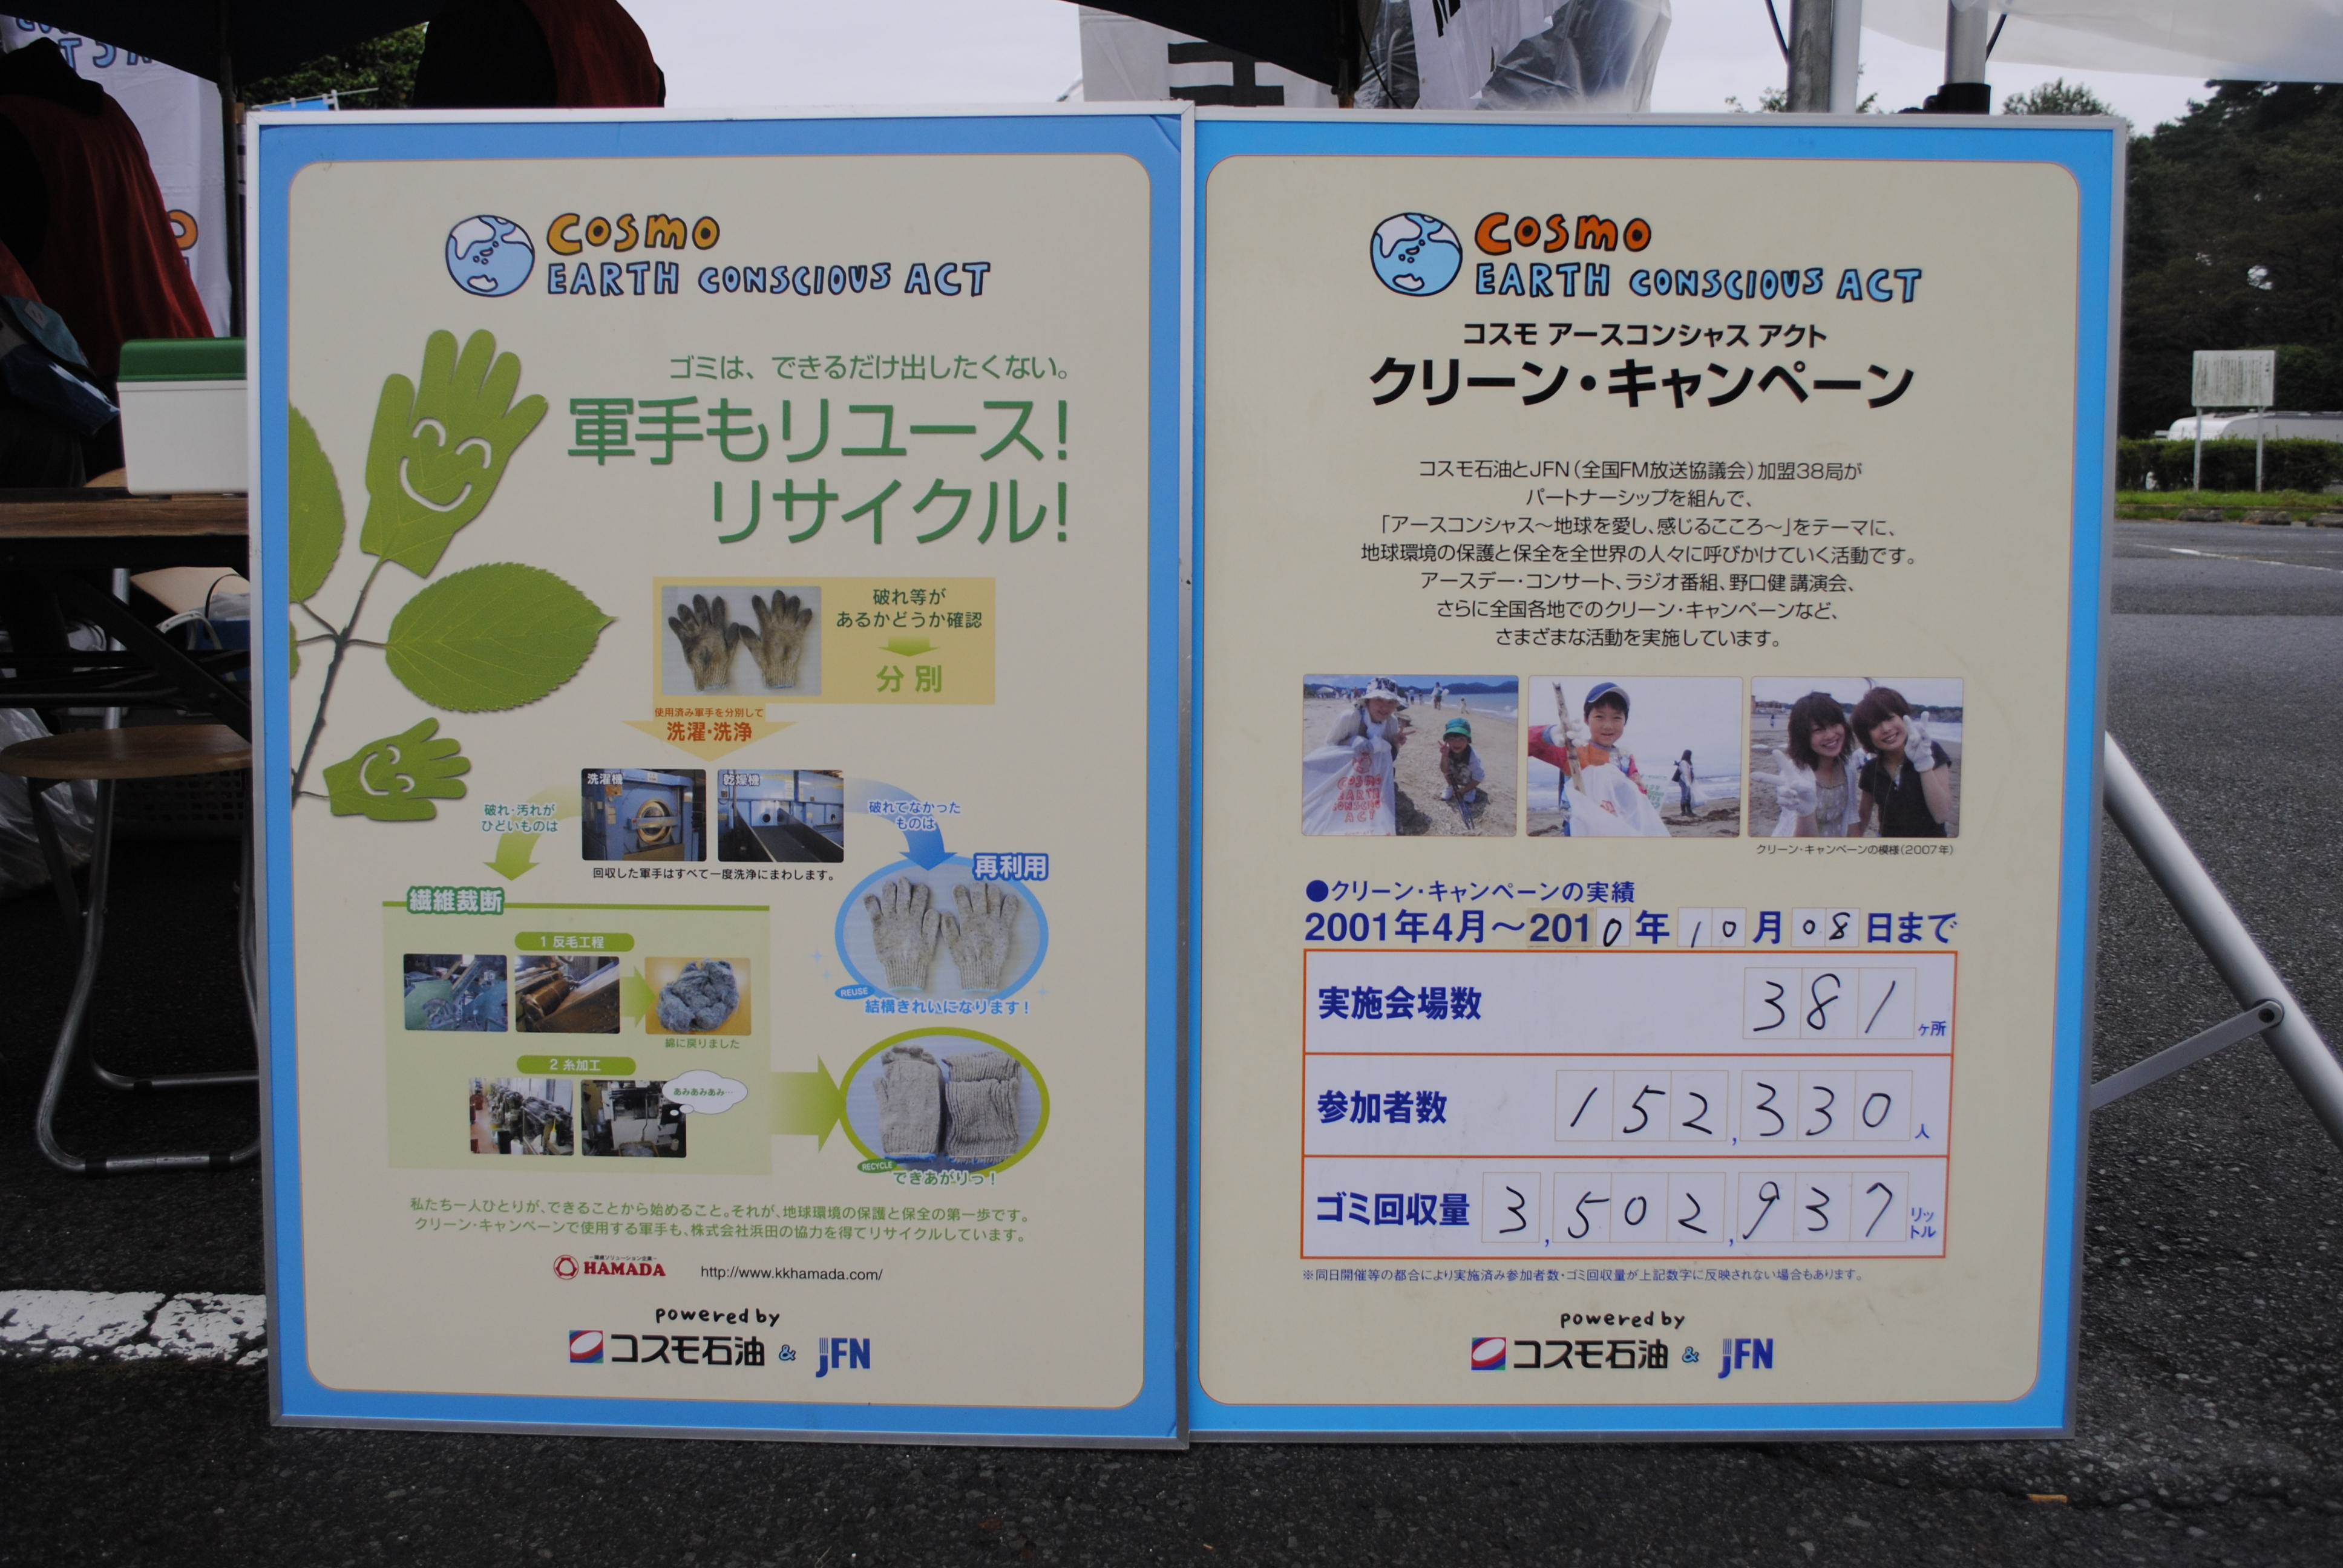 COSMO
EARTH CONSCIOUS ACT
ゴミは、できるだけ出したくない。
軍手もリユース!
リサイクル!
破れ等が
あるかどうか確認
分別
使用済み軍手を分別して
洗濯・洗浄
洗濯機
乾燥機
破れ・汚れが
ひどいものは
破れてなかった
ものは
回収した軍手はすべて一度洗浄にまわします。
再利用
繊維裁断
1 反毛工程
綿に戻りました
REUSE
結構きれいになります!
2 糸加工
あみあみあみ…
RECYCLE
できあがりっ!
私たち一人ひとりが、できることから始めること。それが、地球環境の保護と保全の第一歩です。
クリーン・キャンペーンで使用する軍手も、株式会社浜田の協力を得てリサイクルしています。
HAMADA
http://www.kkhamada.com/
powered by
コスモ石油 & JFN
COSMO
EARTH CONSCIOUS ACT
コスモ アースコンシャス アクト
クリーン・キャンペーン
コスモ石油とJFN(全国FM放送協議会)加盟38局が
パートナーシップを組んで、
「アースコンシャス〜地球を愛し、感じるこころ〜」をテーマに、
地球環境の保護と保全を全世界の人々に呼びかけていく活動です。
アースデー・コンサート、ラジオ番組、野口健 講演会、
さらに全国各地でのクリーン・キャンペーンなど、
さまざまな活動を実施しています。
クリーン・キャンペーンの模様(2007年)
●クリーン・キャンペーンの実績
2001年4月〜2010年10月08日まで
実施会場数 381ヶ所
参加者数 152,330人
ゴミ回収量 3,502,937リットル
※同日開催等の都合により実施済み参加者数・ゴミ回収量が上記数字に反映されない場合もあります。
powered by
コスモ石油 & JFN